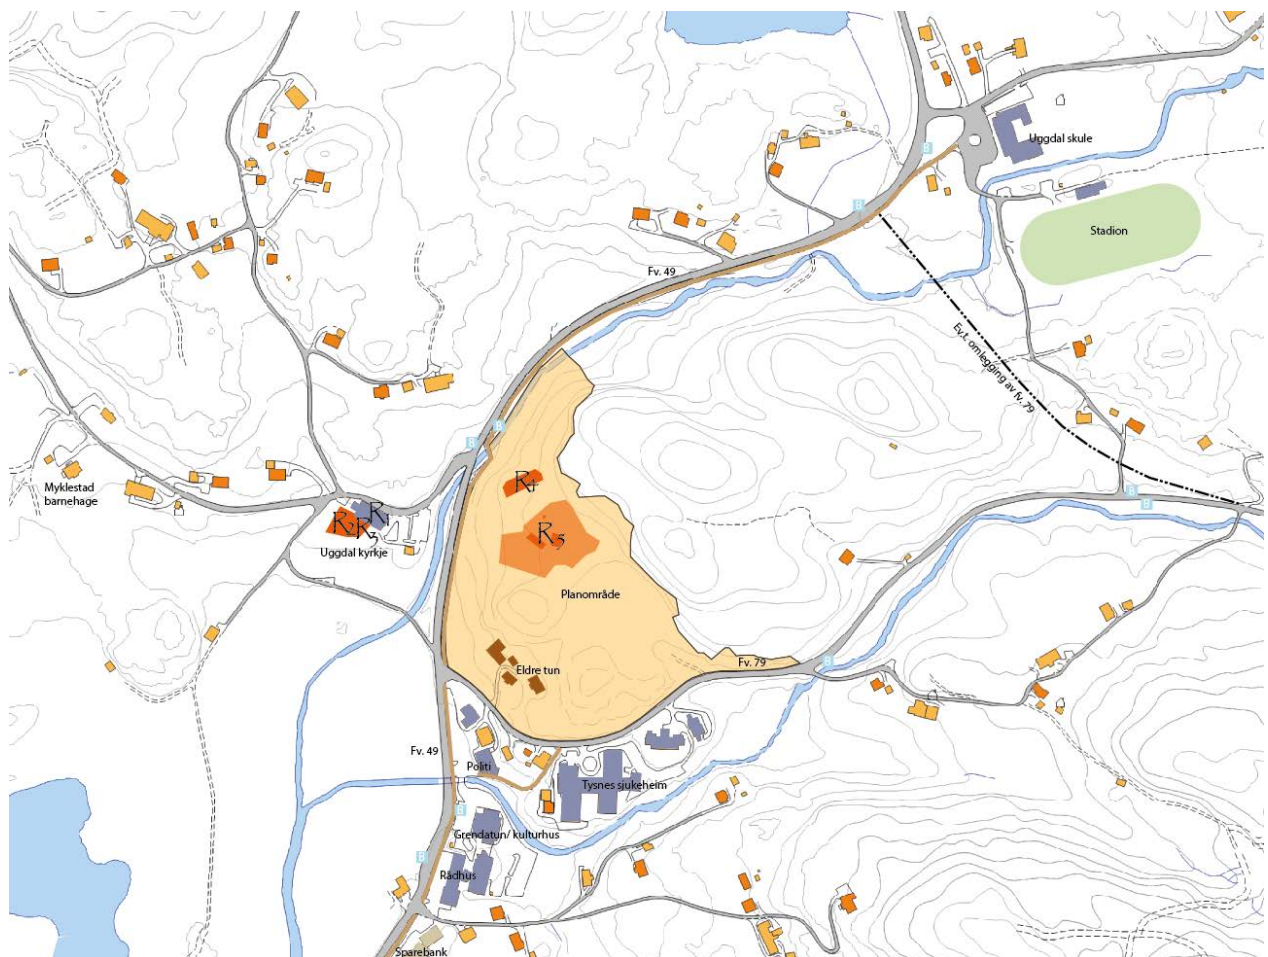 Uggdal skule
B
B
Stadion
Fv. 49
Ev.t. omlegging av fv. 79
B
B
Myklestad
barnehage
R4
B
B
R1
R2
R3
R5
Uggdal kyrkje
Planområde
Eldre tun
Fv. 79
B
Fv. 49
Politi
Tysnes sjukeheim
B
Grendatun/ kulturhus
B
Rådhus
Sparebank